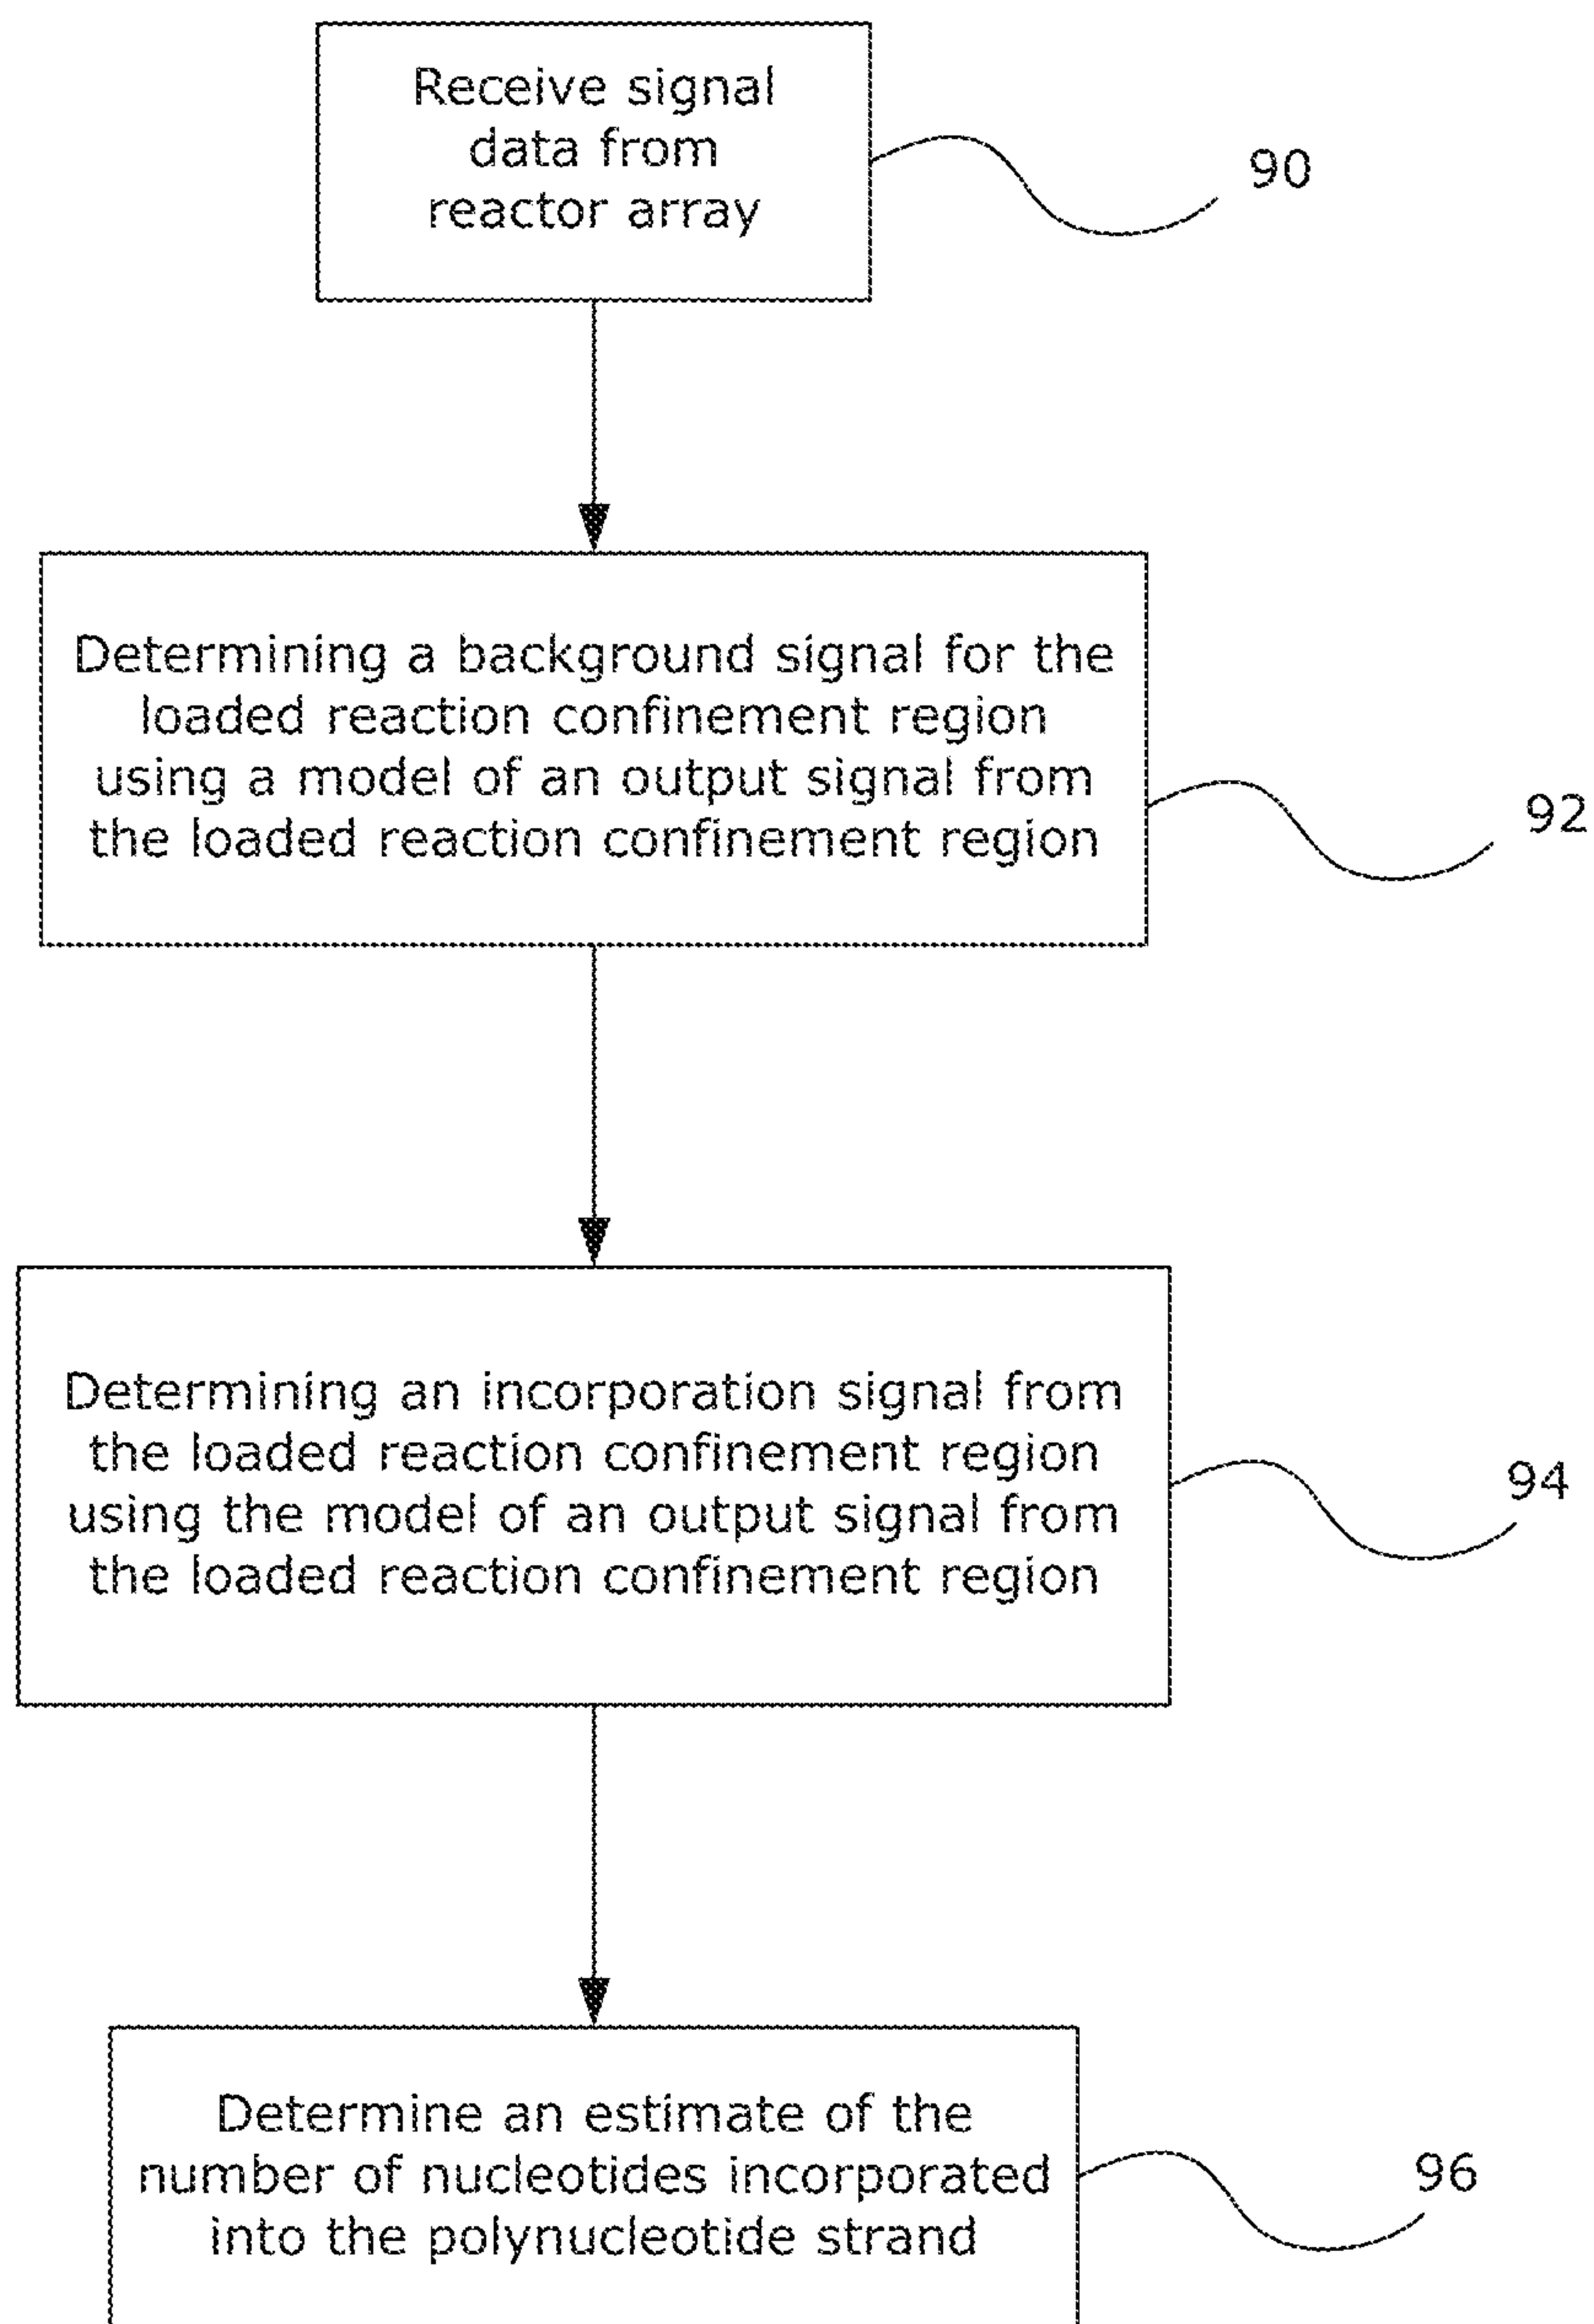 Receive signal
data from
reactor array
90
Determining a background signal for the
loaded reaction confinement region
using a model of an output signal from
the loaded reaction confinement region
92
Determining an incorporation signal from
the loaded reaction confinement region
using the model of an output signal from
the loaded reaction confinement region
94
Determine an estimate of the
number of nucleotides incorporated
into the polynucleotide strand
96